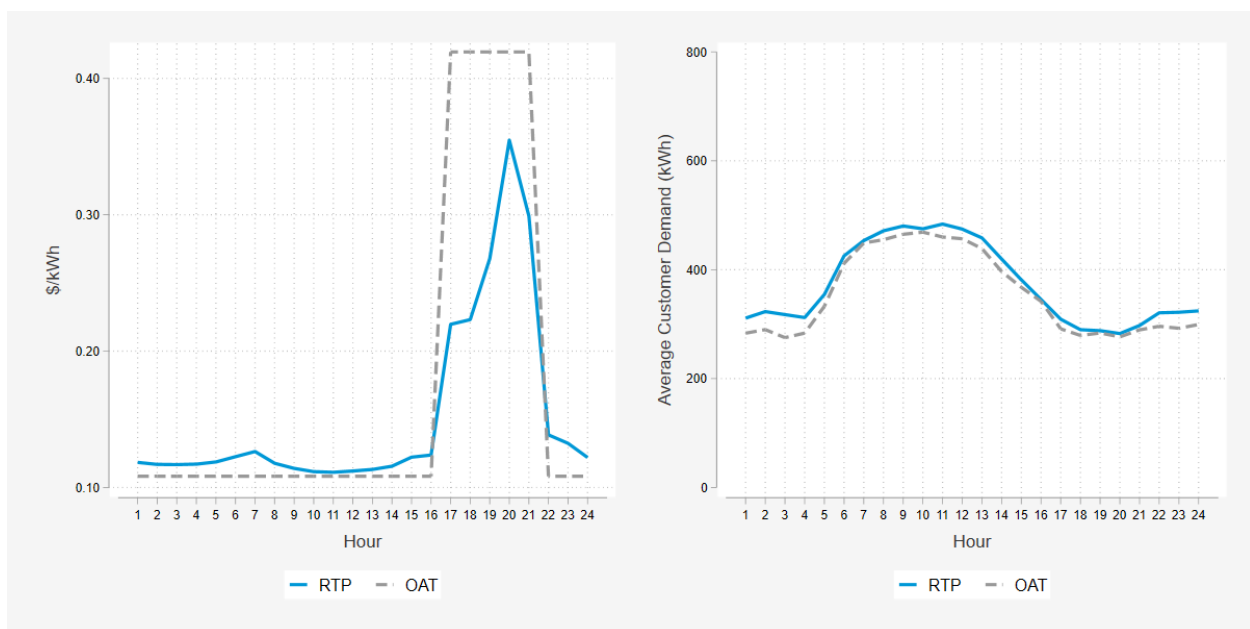 $/kWh
0.40
0.30
0.20
0.10
1 2 3 4 5 6 7 8 9 10 11 12 13 14 15 16 17 18 19 20 21 22 23 24
Hour
RTP OAT
Average Customer Demand (kWh)
800
600
400
200
0
1 2 3 4 5 6 7 8 9 10 11 12 13 14 15 16 17 18 19 20 21 22 23 24
Hour
RTP OAT